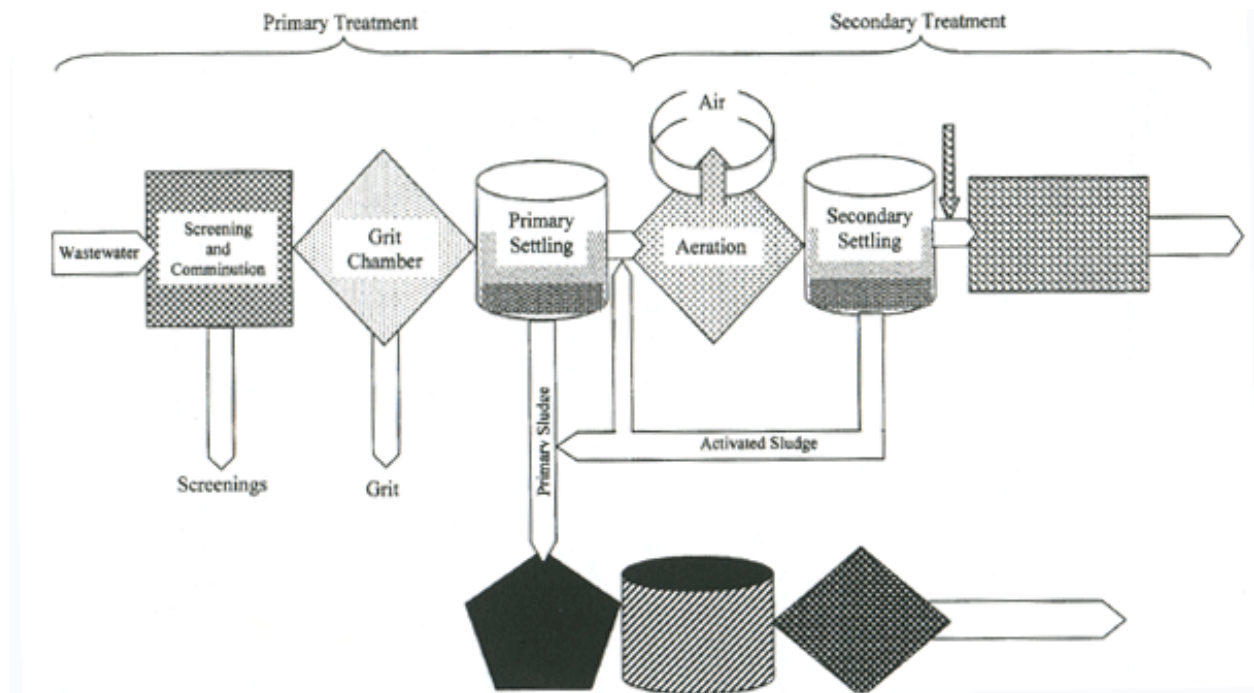 Primary Treatment
Secondary Treatment
Air
Wastewater
Screening
and
Comminution
Grit
Chamber
Primary
Settling
Aeration
Secondary
Settling
Primary Sludge
Activated Sludge
Screenings
Grit